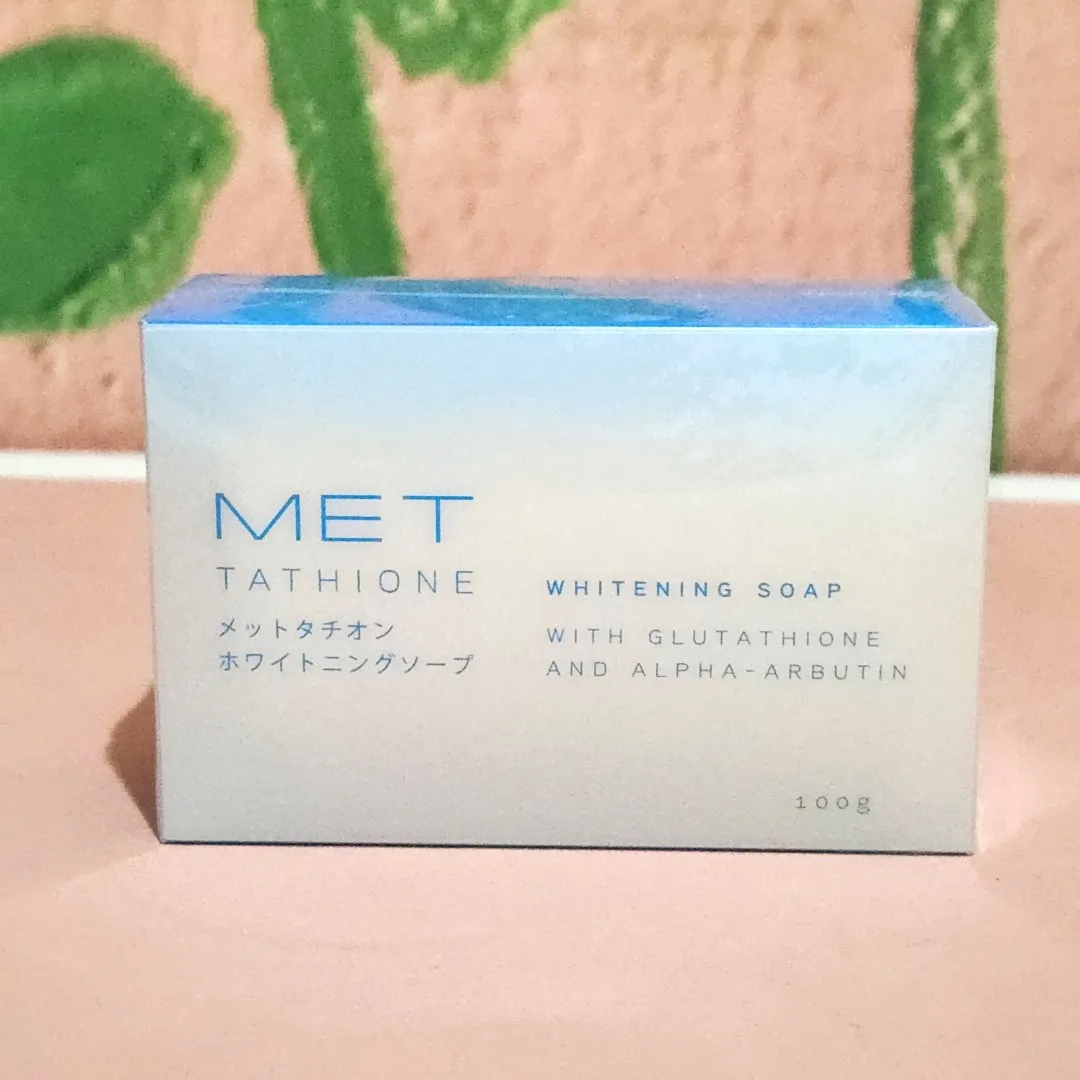 MET
TATHIONE
メットタチオン
ホワイトニングソープ
WHITENING SOAP
WITH GLUTATHIONE
AND ALPHA-ARBUTIN
100g